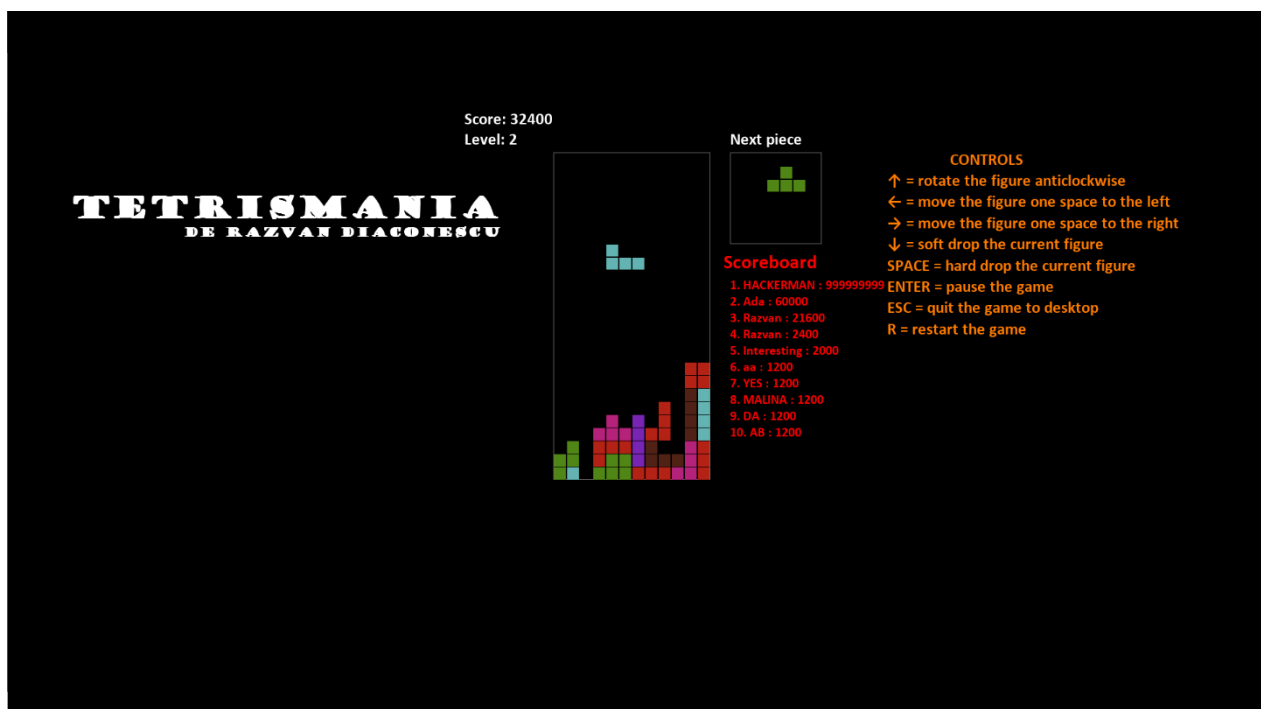 Score: 32400
Level: 2
TETRISMANIA
DE RAZVAN DIACONESCU
Next piece
Scoreboard
1. HACKERMAN : 999999999
2. Ada : 60000
3. Razvan : 21600
4. Razvan : 2400
5. Interesting : 2000
6. aa : 1200
7. YES : 1200
8. MALINA : 1200
9. DA : 1200
10. AB : 1200
CONTROLS
↑ = rotate the figure anticlockwise
← = move the figure one space to the left
→ = move the figure one space to the right
↓ = soft drop the current figure
SPACE = hard drop the current figure
ENTER = pause the game
ESC = quit the game to desktop
R = restart the game